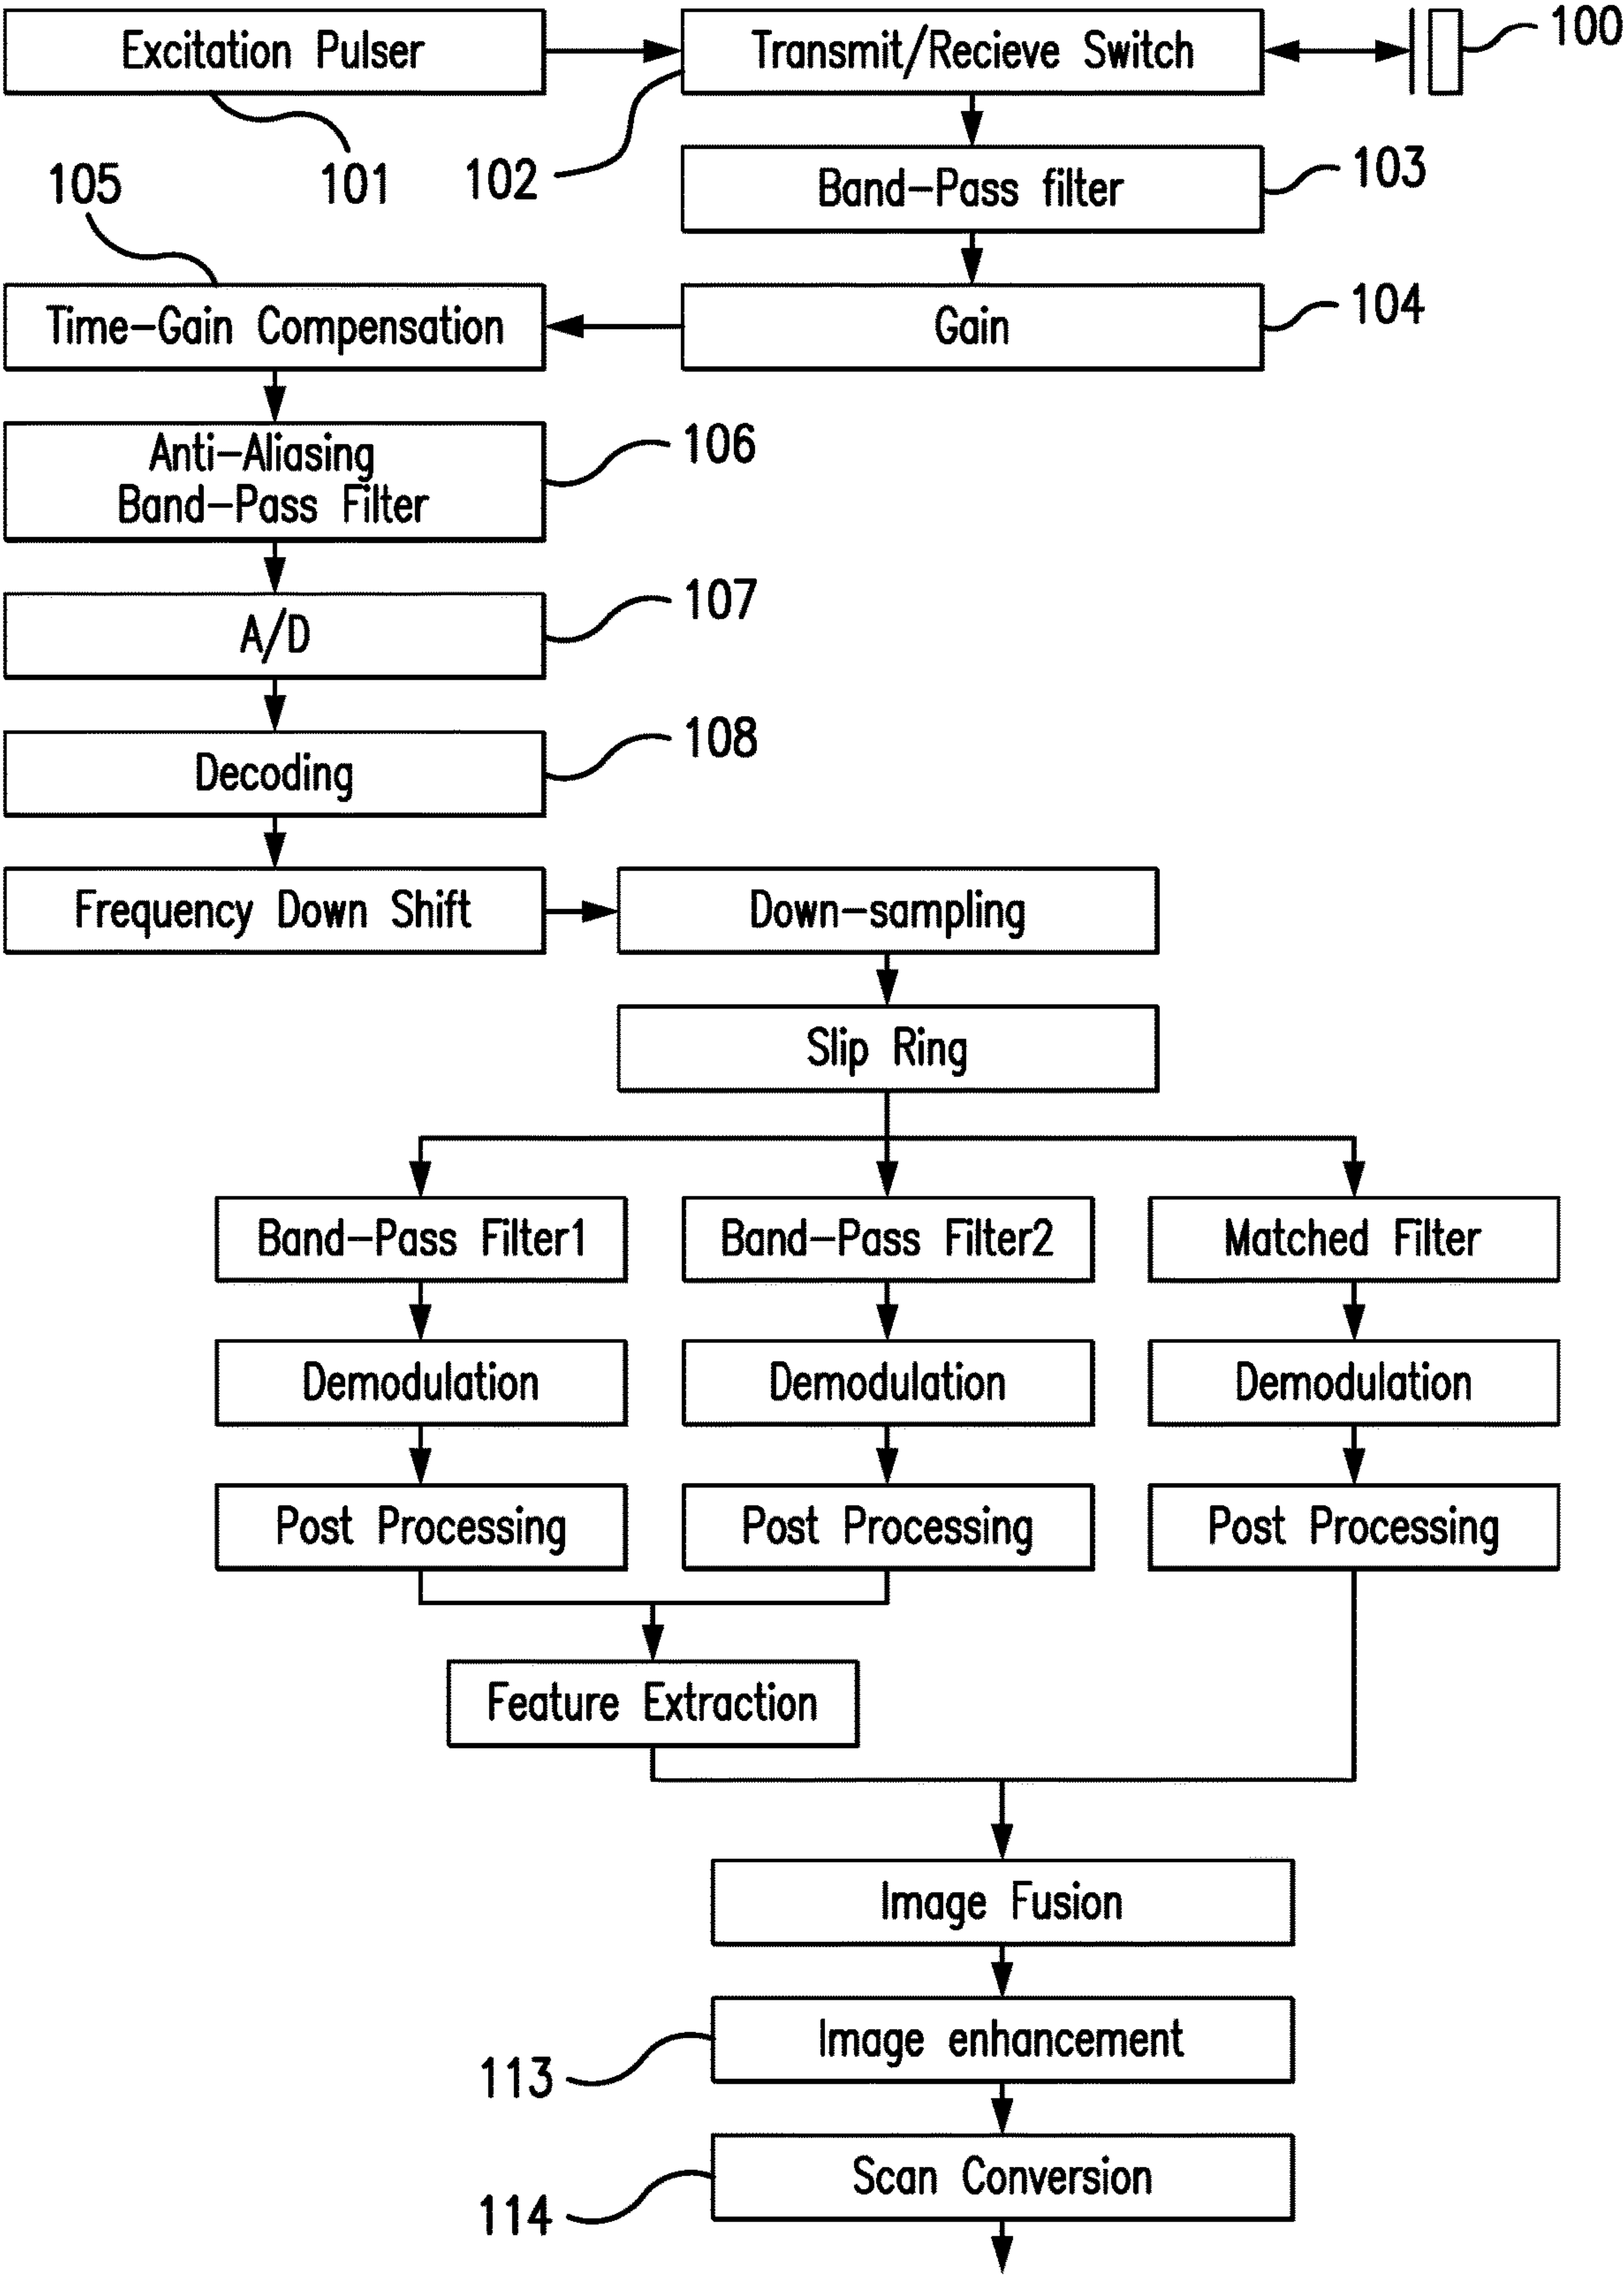 Excitation Pulser
Transmit/Recieve Switch
100
101
102
Band-Pass filter
103
105
Time-Gain Compensation
Gain
104
Anti-Aliasing
Band-Pass Filter
106
A/D
107
Decoding
108
Frequency Down Shift
Down-sampling
Slip Ring
Band-Pass Filter1
Band-Pass Filter2
Matched Filter
Demodulation
Demodulation
Demodulation
Post Processing
Post Processing
Post Processing
Feature Extraction
Image Fusion
Image enhancement
113
Scan Conversion
114